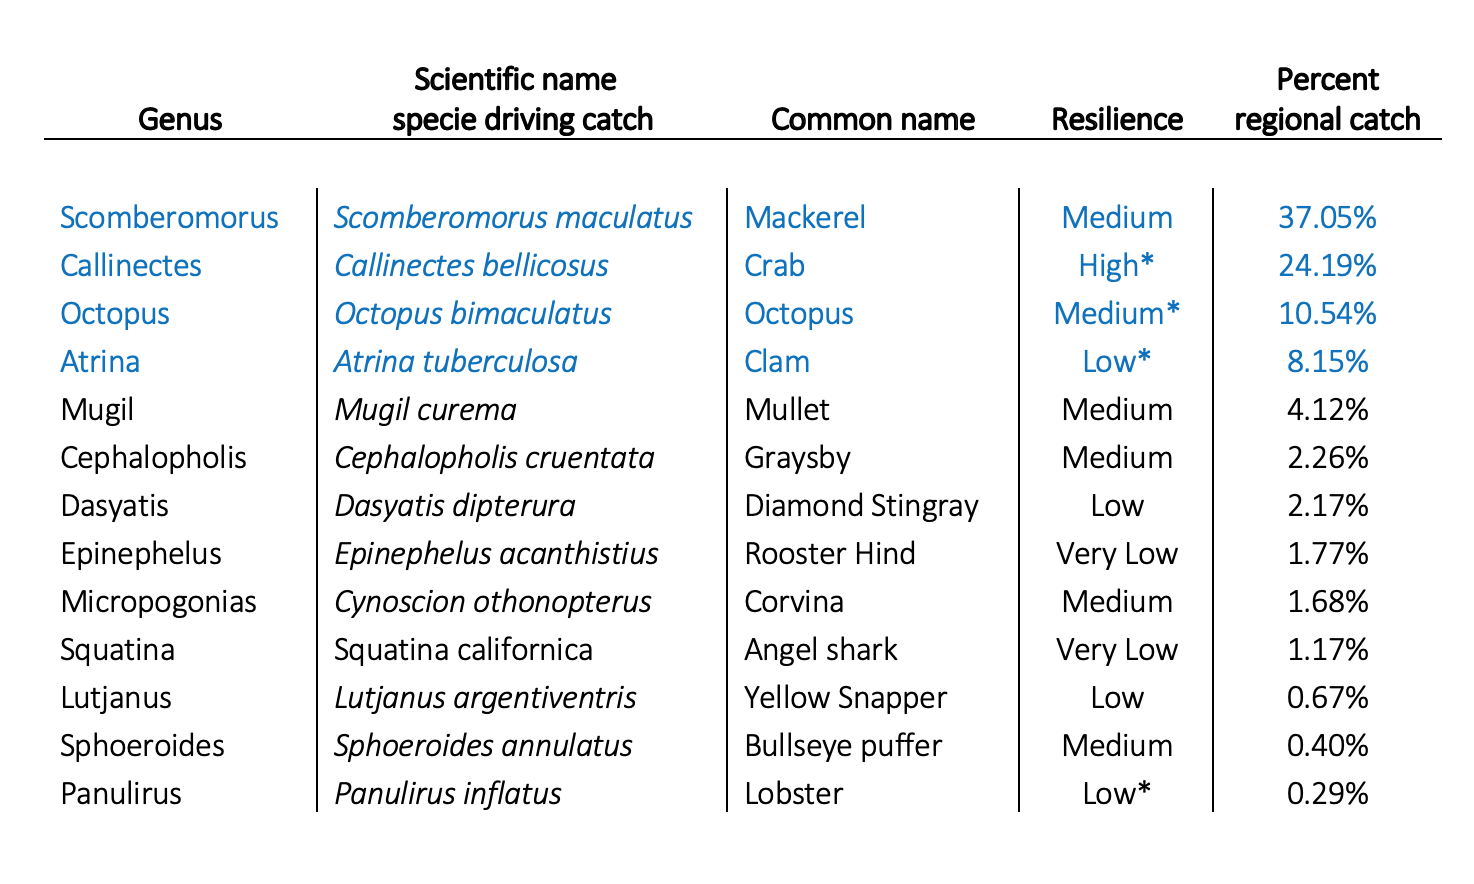 Genus Scientific name specie driving catch Common name Resilience Percent regional catch
Scomberomorus Scomberomorus maculatus Mackerel Medium 37.05%
Callinectes Callinectes bellicosus Crab High* 24.19%
Octopus Octopus bimaculatus Octopus Medium* 10.54%
Atrina Atrina tuberculosa Clam Low* 8.15%
Mugil Mugil curema Mullet Medium 4.12%
Cephalopholis Cephalopholis cruentata Graysby Medium 2.26%
Dasyatis Dasyatis dipterura Diamond Stingray Low 2.17%
Epinephelus Epinephelus acanthistius Rooster Hind Very Low 1.77%
Micropogonias Cynoscion othonopterus Corvina Medium 1.68%
Squatina Squatina californica Angel shark Very Low 1.17%
Lutjanus Lutjanus argentiventris Yellow Snapper Low 0.67%
Sphoeroides Sphoeroides annulatus Bullseye puffer Medium 0.40%
Panulirus Panulirus inflatus Lobster Low* 0.29%